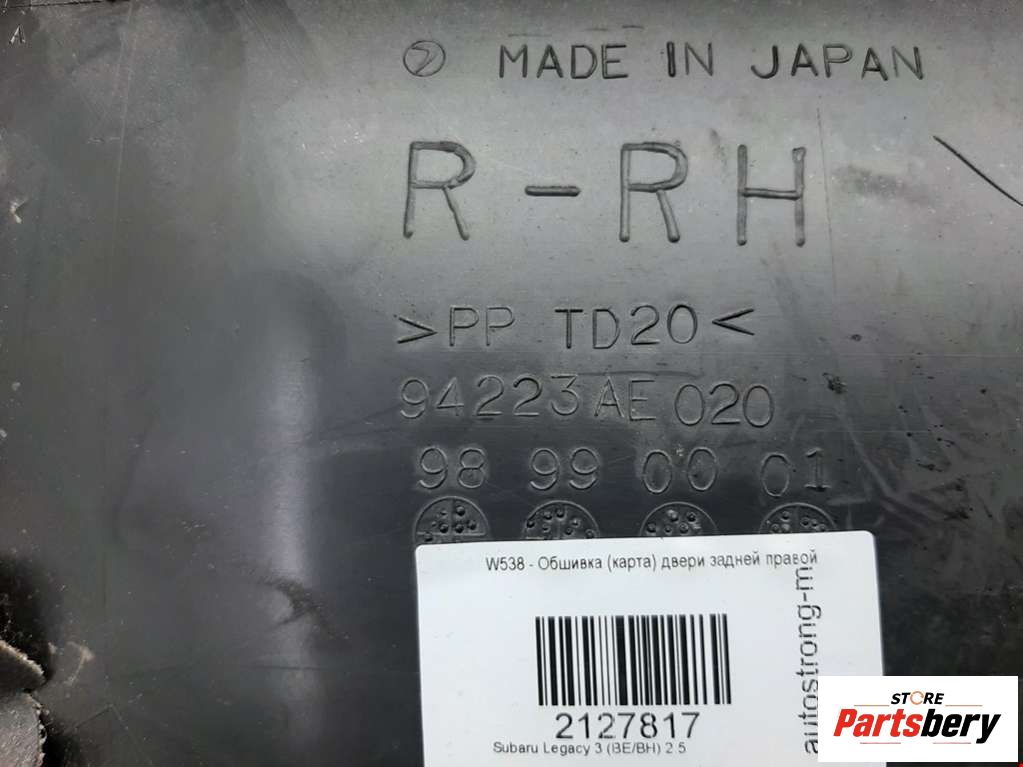 A
MADE IN JAPAN
R-RH
>PP TD20<
94223AE020
98 99 00 01
W538 - Обшивка (карта) двери задней правой
2127817
Subaru Legacy 3 (BE/BH) 2.5
autostrong-m
STORE
Partsbery